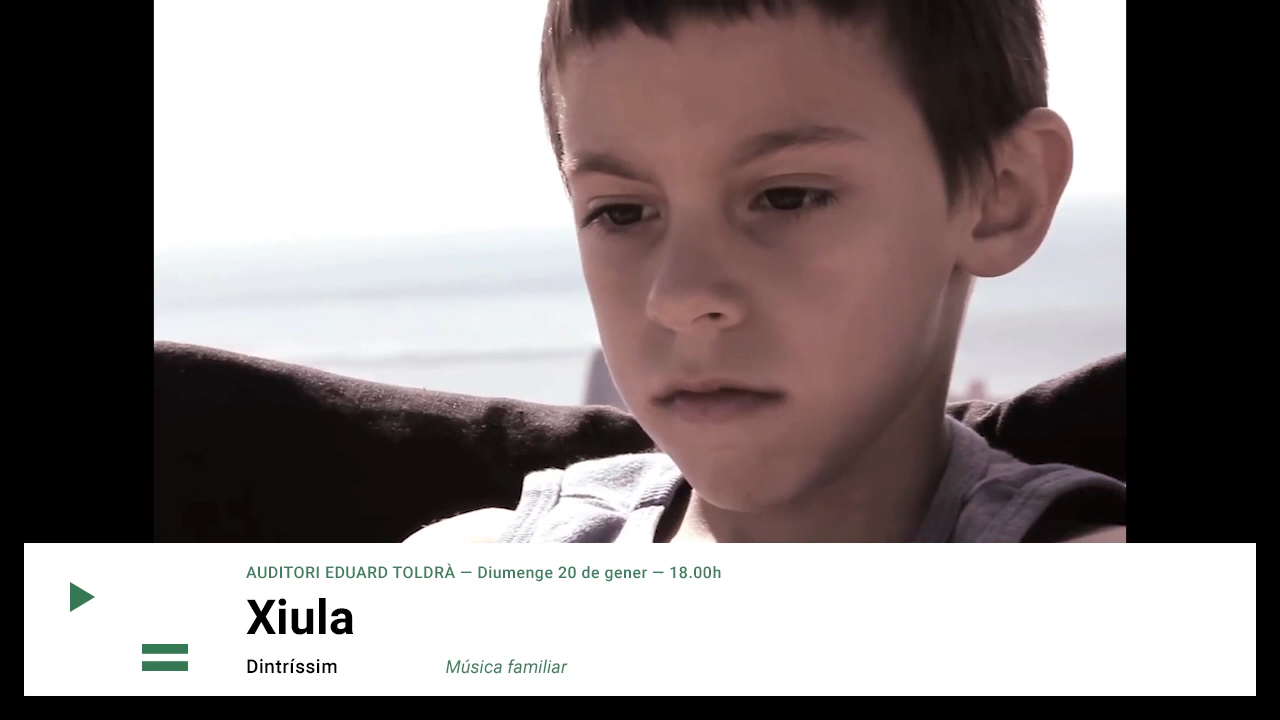 AUDITORI EDUARD TOLDRÀ — Diumenge 20 de gener — 18.00h
Xiula
Dintríssim
Música familiar